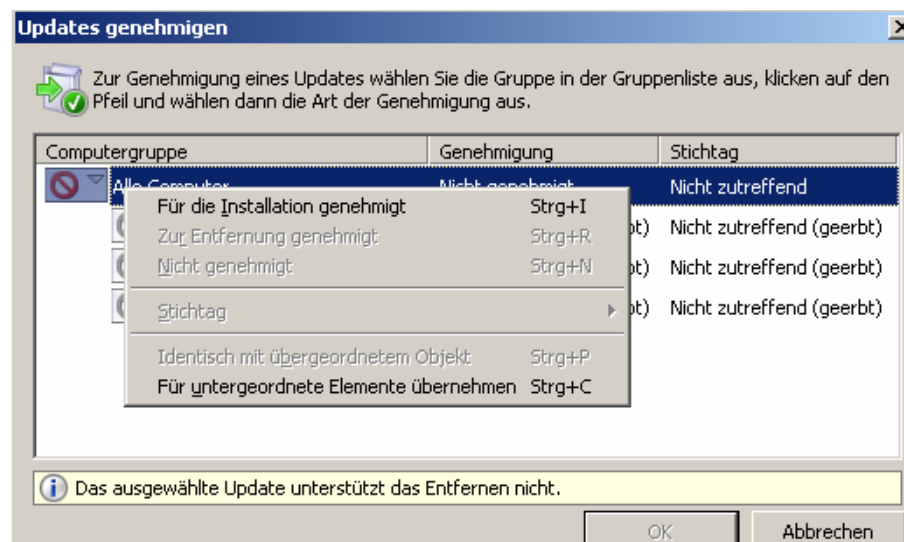 Updates genehmigen
Zur Genehmigung eines Updates wählen Sie die Gruppe in der Gruppenliste aus, klicken auf den
Pfeil und wählen dann die Art der Genehmigung aus.
Computergruppe Genehmigung Stichtag
Alle Computer Nicht genehmigt Nicht zutreffend
Für die Installation genehmigt Strg+I
Zur Entfernung genehmigt Strg+R
Nicht genehmigt Strg+N
Stichtag
Identisch mit übergeordnetem Objekt Strg+P
Für untergeordnete Elemente übernehmen Strg+C
Nicht zutreffend (geerbt)
Nicht zutreffend (geerbt)
Nicht zutreffend (geerbt)
Das ausgewählte Update unterstützt das Entfernen nicht.
OK Abbrechen